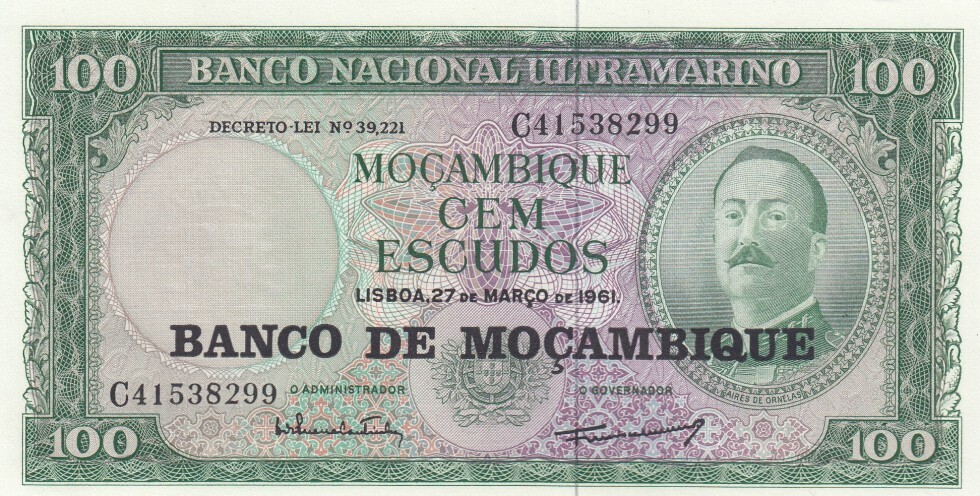 100 BANCO NACIONAL ULTRAMARINO 100
DECRETO-LEI Nº 39,221 C41538299
MOÇAMBIQUE
CEM
ESCUDOS
LISBOA, 27 DE MARÇO DE 1961.
BANCO DE MOÇAMBIQUE
C41538299 O ADMINISTRADOR O GOVERNADOR
AIRES DE ORNELAS
100 100